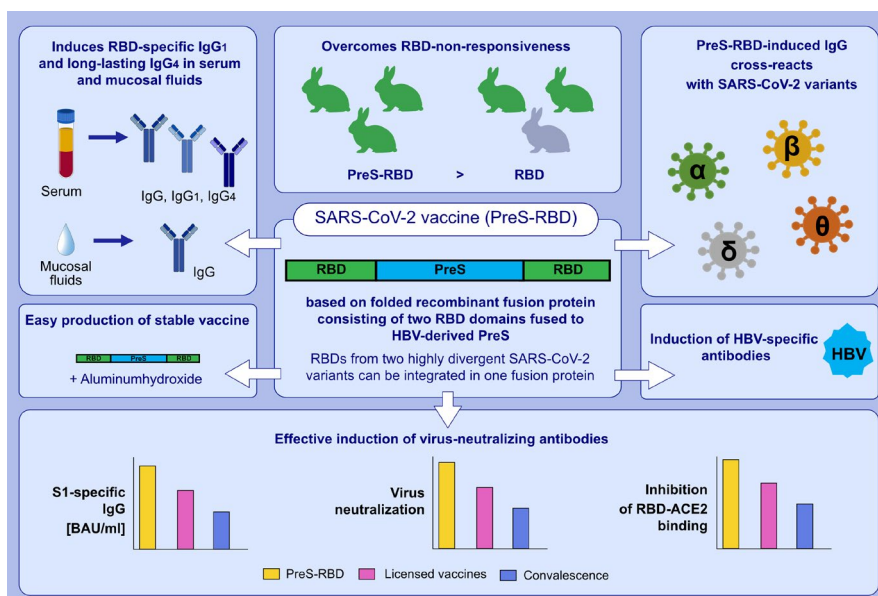 Induces RBD-specific IgG1
and long-lasting IgG4 in serum
and mucosal fluids
Serum
IgG, IgG1, IgG4
Mucosal
fluids
IgG
Overcomes RBD-non-responsiveness
PreS-RBD > RBD
PreS-RBD-induced IgG
cross-reacts
with SARS-CoV-2 variants
α
β
δ
θ
SARS-CoV-2 vaccine (PreS-RBD)
RBD PreS RBD
based on folded recombinant fusion protein
consisting of two RBD domains fused to
HBV-derived PreS
RBDs from two highly divergent SARS-CoV-2
variants can be integrated in one fusion protein
Easy production of stable vaccine
RBD PreS RBD
+ Aluminumhydroxide
Induction of HBV-specific
antibodies
HBV
Effective induction of virus-neutralizing antibodies
S1-specific
IgG
[BAU/ml]
Virus
neutralization
Inhibition
of RBD-ACE2
binding
PreS-RBD
Licensed vaccines
Convalescence